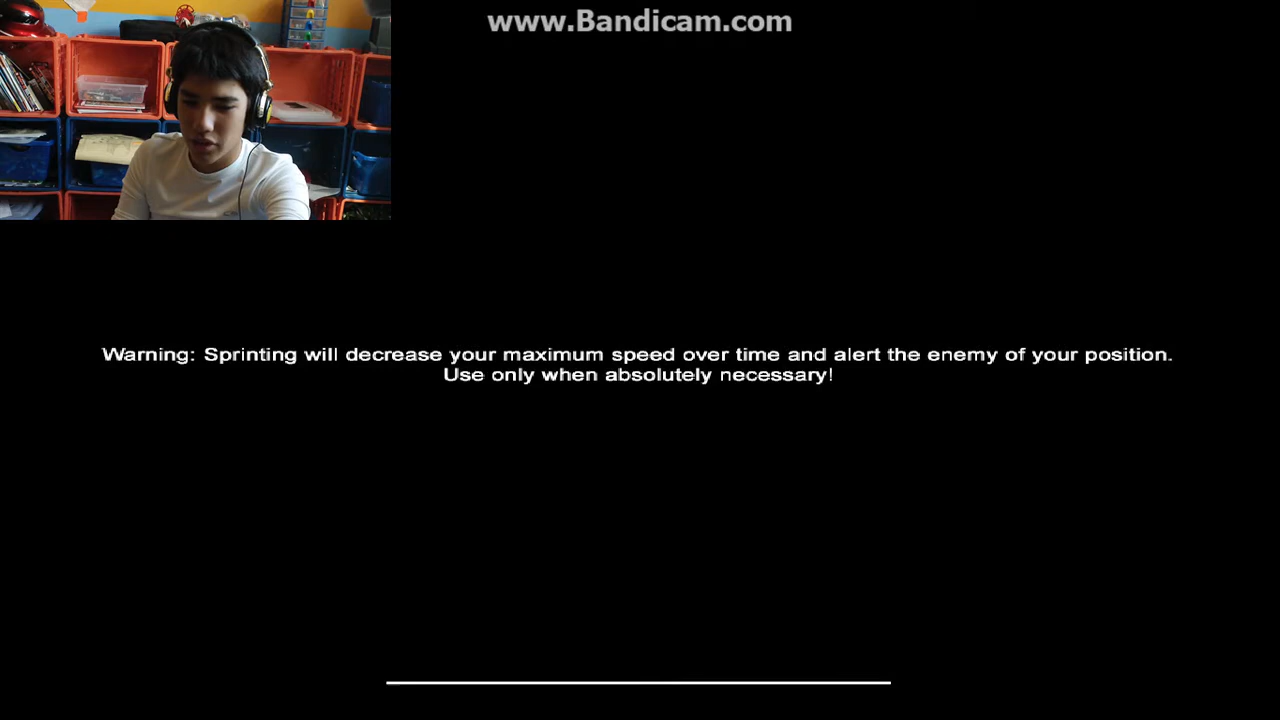 www.Bandicam.com
Warning: Sprinting will decrease your maximum speed over time and alert the enemy of your position.
Use only when absolutely necessary!